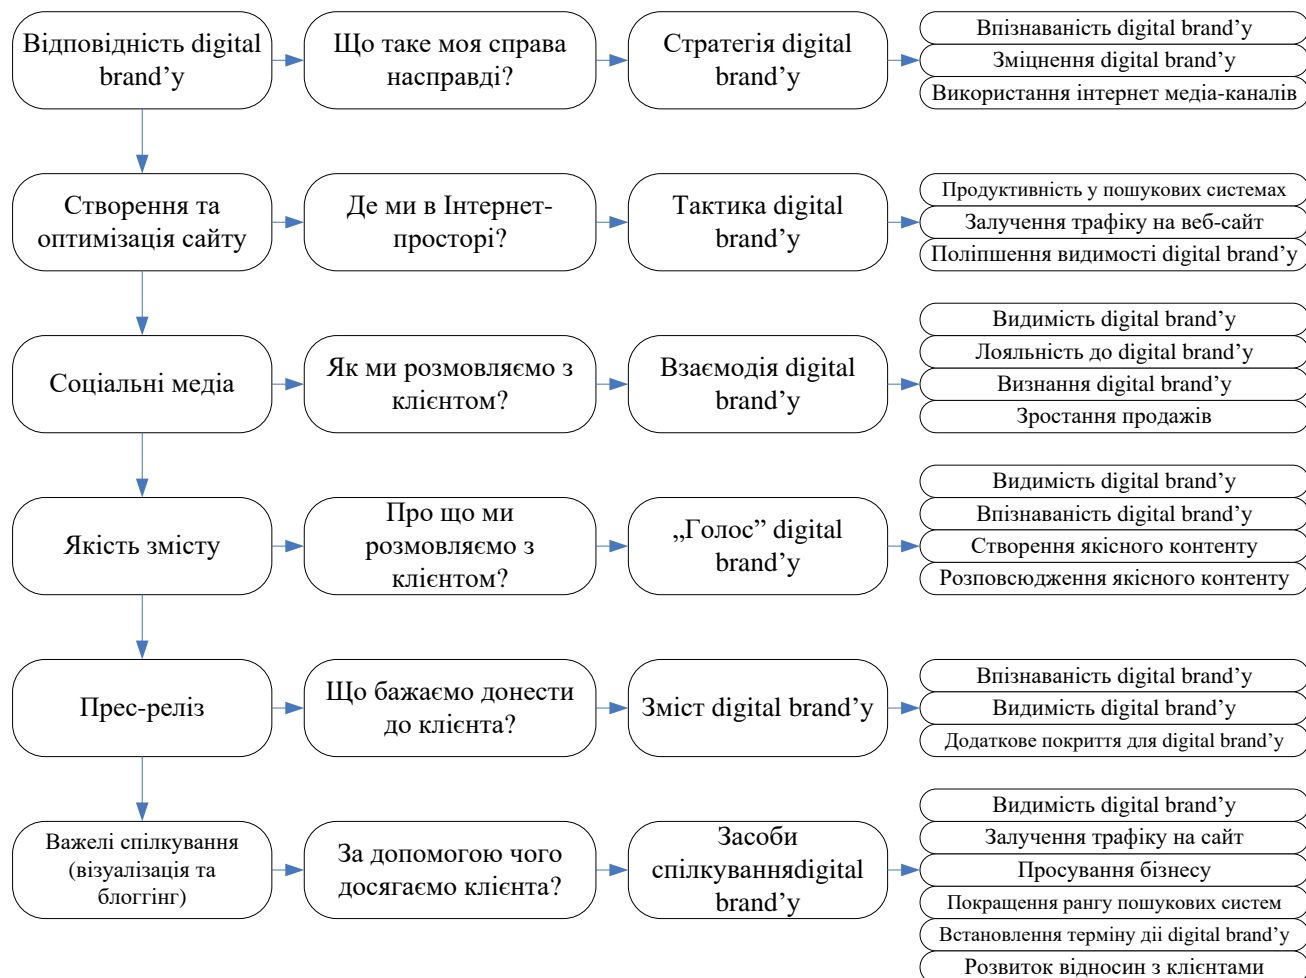 Відповідність digital
brand’у
Що таке моя справа
насправді?
Стратегія digital
brand’у
Впізнаваність digital brand’у
Зміцнення digital brand’у
Використання інтернет медіа-каналів
Створення та
оптимізація сайту
Де ми в Інтернет-
просторі?
Тактика digital
brand’у
Продуктивність у пошукових системах
Залучення трафіку на веб-сайт
Поліпшення видимості digital brand’у
Соціальні медіа
Як ми розмовляємо з
клієнтом?
Взаємодія digital
brand’у
Видимість digital brand’у
Лояльність до digital brand’у
Визнання digital brand’у
Зростання продажів
Якість змісту
Про що ми
розмовляємо з
клієнтом?
„Голос” digital
brand’у
Видимість digital brand’у
Впізнаваність digital brand’у
Створення якісного контенту
Розповсюдження якісного контенту
Прес-реліз
Що бажаємо донести
до клієнта?
Зміст digital brand’у
Впізнаваність digital brand’у
Видимість digital brand’у
Додаткове покриття для digital brand’у
Важелі спілкування
(візуалізація та
блоггінг)
За допомогою чого
досягаємо клієнта?
Засоби
спілкуванняdigital
brand’у
Видимість digital brand’у
Залучення трафіку на сайт
Просування бізнесу
Покращення рангу пошукових систем
Встановлення терміну діі digital brand’у
Розвиток відносин з клієнтами